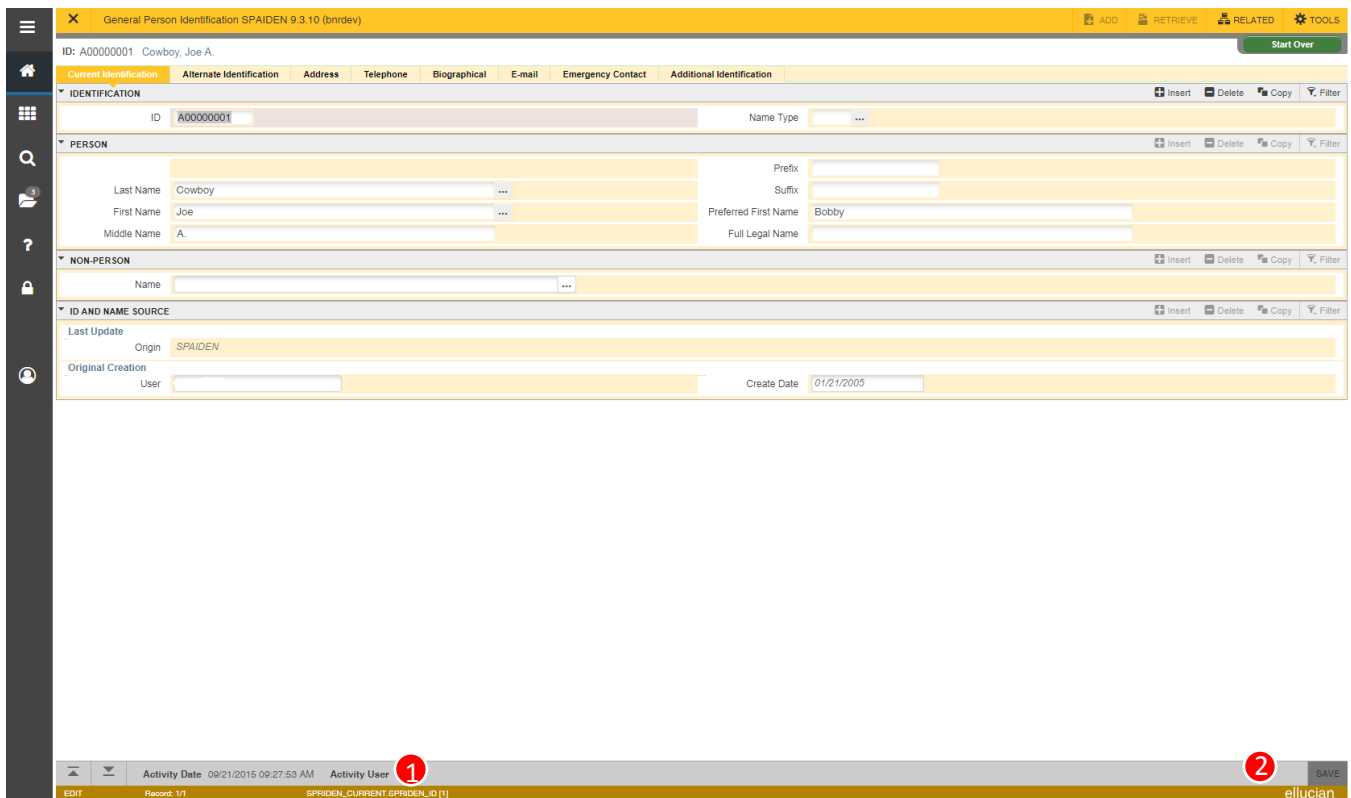 General Person Identification SPAIDEN 9.3.10 (bnrdev) ADD RETRIEVE RELATED TOOLS
ID: A00000001 Cowboy, Joe A. Start Over
Current Identification Alternate Identification Address Telephone Biographical E-mail Emergency Contact Additional Identification
IDENTIFICATION Insert Delete Copy Filter
ID A00000001 Name Type ...
PERSON Insert Delete Copy Filter
Prefix
Last Name Cowboy ... Suffix
First Name Joe ... Preferred First Name Bobby
Middle Name A. Full Legal Name
NON-PERSON Insert Delete Copy Filter
Name ...
ID AND NAME SOURCE Insert Delete Copy Filter
Last Update
Origin SPAIDEN
Original Creation
User Create Date 01/21/2005
3
?
Activity Date 09/21/2015 09:27:53 AM Activity User 1 2 SAVE
EDIT Record: 1/1 SPRIDEN_CURRENT.SPRIDEN_ID [1] ellucian